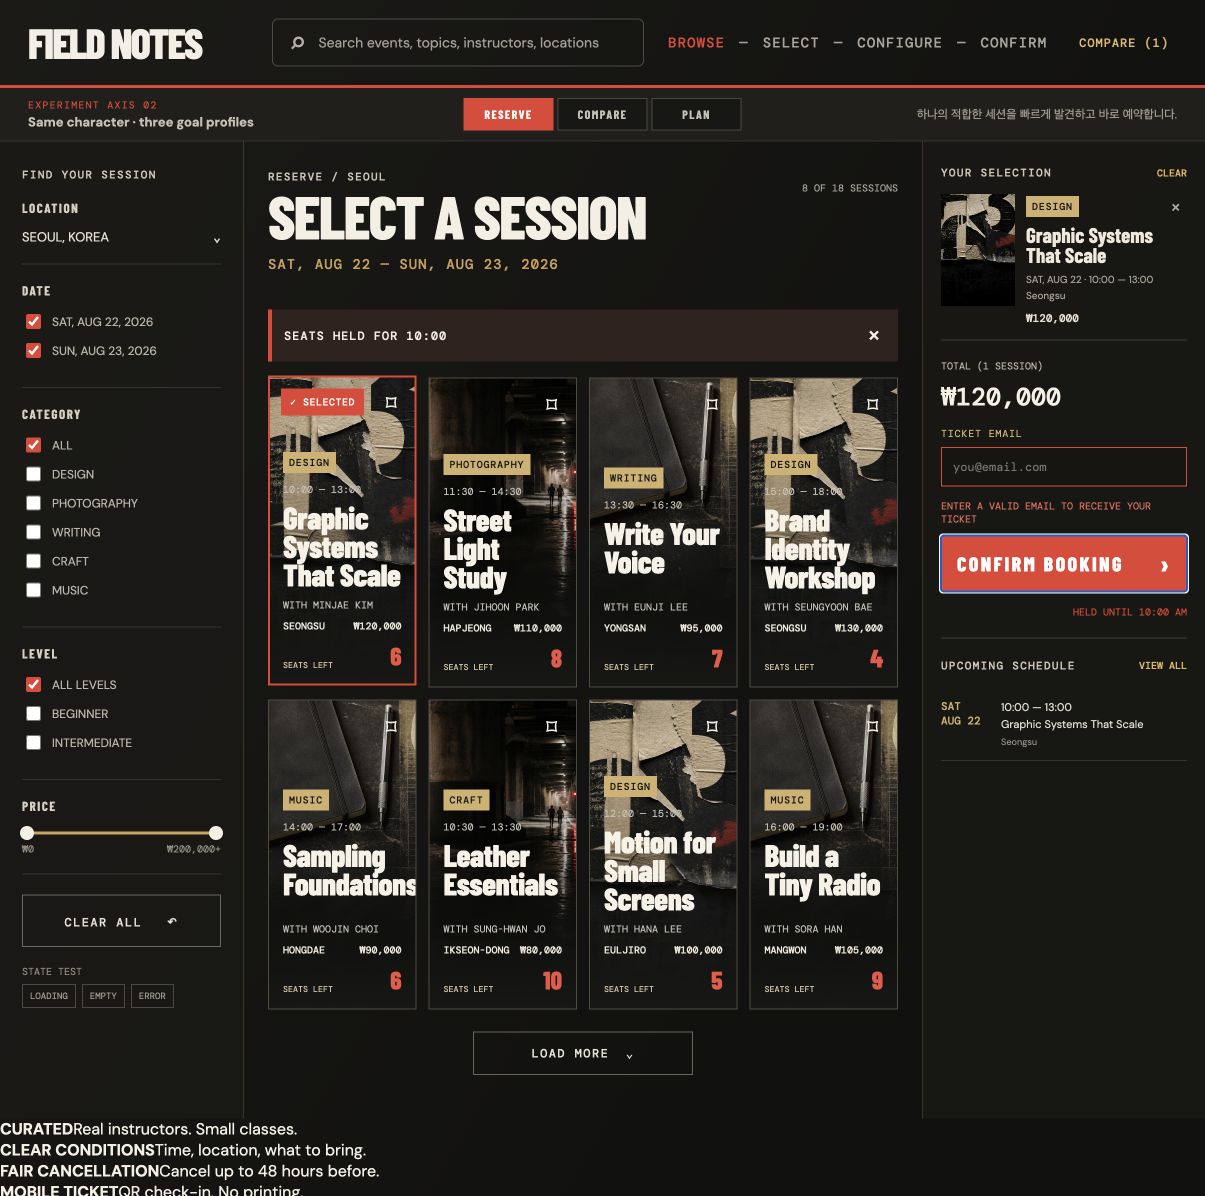 FIELD NOTES
Search events, topics, instructors, locations
BROWSE — SELECT — CONFIGURE — CONFIRM
COMPARE (1)
EXPERIMENT AXIS 02
Same character · three goal profiles
RESERVE
COMPARE
PLAN
하나의 적합한 세션을 빠르게 발견하고 바로 예약합니다.
FIND YOUR SESSION
LOCATION
SEOUL, KOREA
DATE
SAT, AUG 22, 2026
SUN, AUG 23, 2026
CATEGORY
ALL
DESIGN
PHOTOGRAPHY
WRITING
CRAFT
MUSIC
LEVEL
ALL LEVELS
BEGINNER
INTERMEDIATE
PRICE
₩0 ₩200,000+
CLEAR ALL ↶
STATE TEST
LOADING EMPTY ERROR
RESERVE / SEOUL
8 OF 18 SESSIONS
SELECT A SESSION
SAT, AUG 22 — SUN, AUG 23, 2026
SEATS HELD FOR 10:00 ×
✓ SELECTED
DESIGN
10:00 — 13:00
Graphic
Systems
That Scale
WITH MINJAE KIM
SEONGSU ₩120,000
SEATS LEFT 6
PHOTOGRAPHY
11:30 — 14:30
Street
Light
Study
WITH JIHOON PARK
HAPJEONG ₩110,000
SEATS LEFT 8
WRITING
13:30 — 16:30
Write Your
Voice
WITH EUNJI LEE
YONGSAN ₩95,000
SEATS LEFT 7
DESIGN
15:00 — 18:00
Brand
Identity
Workshop
WITH SEUNGYOON BAE
SEONGSU ₩130,000
SEATS LEFT 4
MUSIC
14:00 — 17:00
Sampling
Foundations
WITH WOOJIN CHOI
HONGDAE ₩90,000
SEATS LEFT 6
CRAFT
10:30 — 13:30
Leather
Essentials
WITH SUNG-HWAN JO
IKSEON-DONG ₩80,000
SEATS LEFT 10
DESIGN
12:00 — 15:00
Motion for
Small
Screens
WITH HANA LEE
EULJIRO ₩100,000
SEATS LEFT 5
MUSIC
16:00 — 19:00
Build a
Tiny Radio
WITH SORA HAN
MANGWON ₩105,000
SEATS LEFT 9
LOAD MORE
YOUR SELECTION CLEAR
DESIGN ×
Graphic Systems
That Scale
SAT, AUG 22 · 10:00 — 13:00
Seongsu
₩120,000
TOTAL (1 SESSION)
₩120,000
TICKET EMAIL
you@email.com
ENTER A VALID EMAIL TO RECEIVE YOUR
TICKET
CONFIRM BOOKING ›
HELD UNTIL 10:00 AM
UPCOMING SCHEDULE VIEW ALL
SAT
AUG 22
10:00 — 13:00
Graphic Systems That Scale
Seongsu
CURATEDReal instructors. Small classes.
CLEAR CONDITIONSTime, location, what to bring.
FAIR CANCELLATIONCancel up to 48 hours before.
MOBILE TICKETQR check-in. No printing.